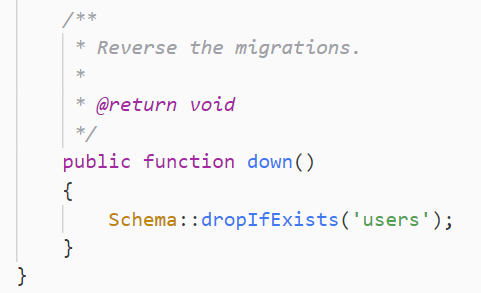 /**
* Reverse the migrations.
*
* @return void
*/
public function down()
{
Schema::dropIfExists('users');
}
}